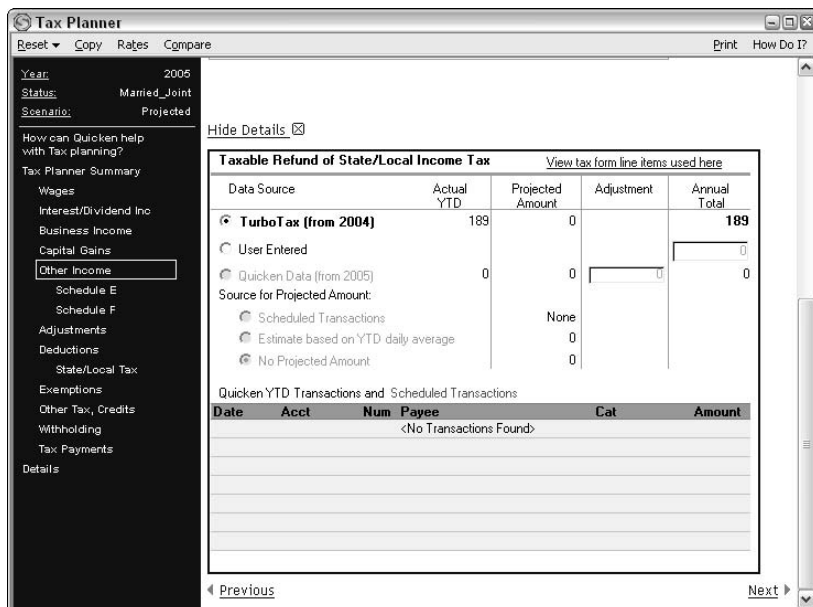 Tax Planner
Reset Copy Rates Compare Print How Do I?
Year: 2005
Status: Married_Joint
Scenario: Projected
How can Quicken help
with Tax planning?
Tax Planner Summary
Wages
Interest/Dividend Inc
Business Income
Capital Gains
Other Income
Schedule E
Schedule F
Adjustments
Deductions
State/Local Tax
Exemptions
Other Tax, Credits
Withholding
Tax Payments
Details
Hide Details
Taxable Refund of State/Local Income Tax View tax form line items used here
Data Source Actual YTD Projected Amount Adjustment Annual Total
TurboTax (from 2004) 189 0 189
User Entered 0
Quicken Data (from 2005) 0 0 0 0
Source for Projected Amount:
Scheduled Transactions None
Estimate based on YTD daily average 0
No Projected Amount 0
Quicken YTD Transactions and Scheduled Transactions
Date Acct Num Payee Cat Amount
<No Transactions Found>
Previous Next